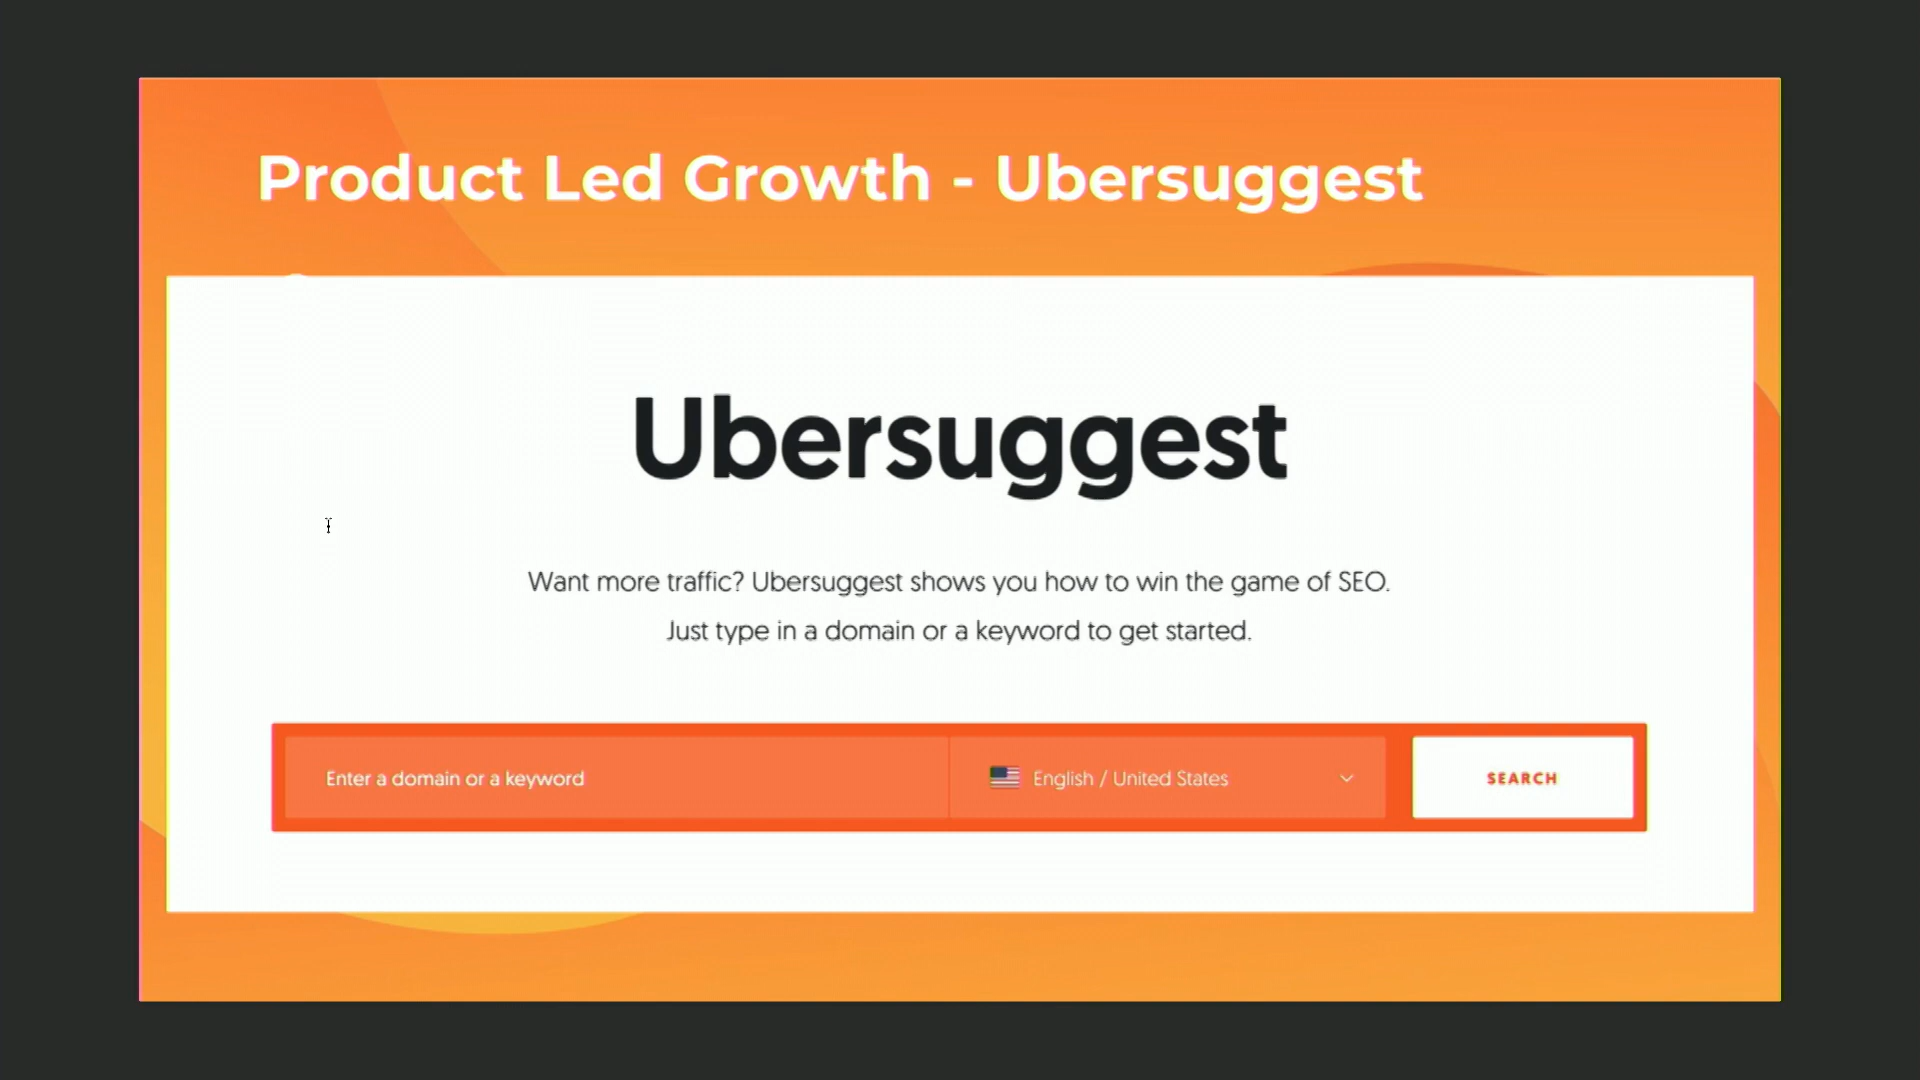 Product Led Growth - Ubersuggest
Ubersuggest
Want more traffic? Ubersuggest shows you how to win the game of SEO.
Just type in a domain or a keyword to get started.
Enter a domain or a keyword
English / United States
SEARCH